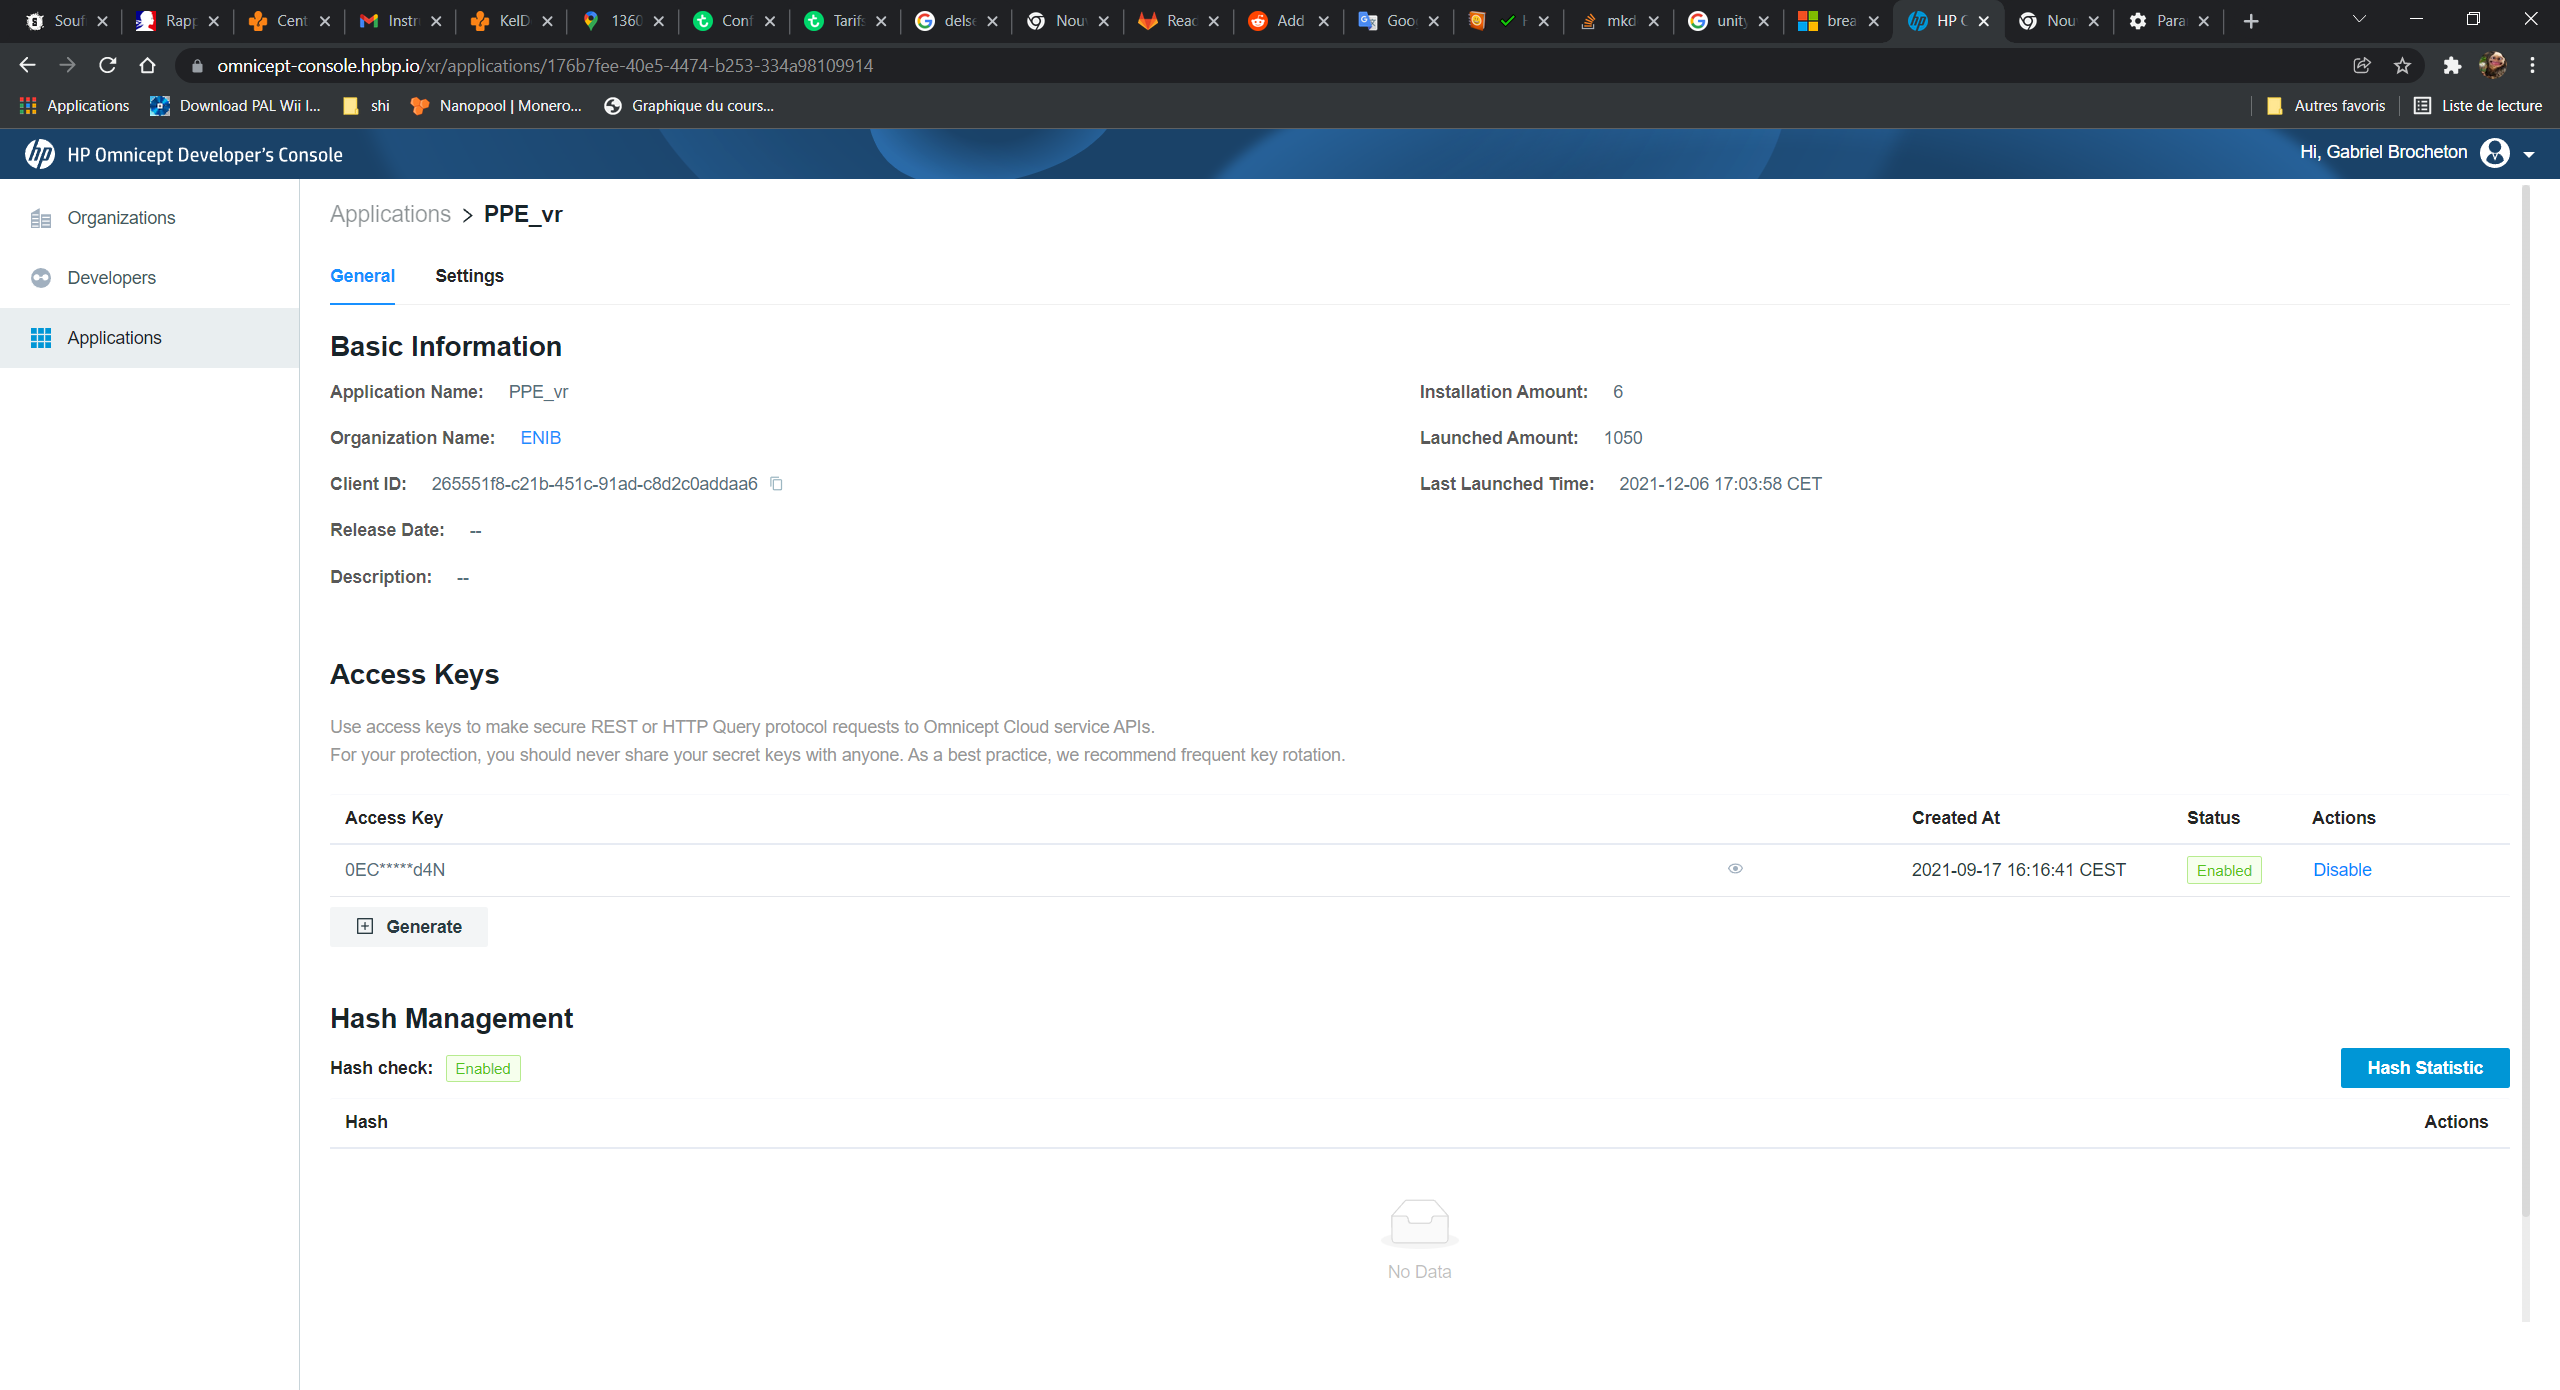 Souf Rapp Cent Instr KelD 1360 Conf Tarifs delse Nouv Reac Add Goo mkd unity brea HP O Nouv Para
omnicept-console.hpbp.io/xr/applications/176b7fee-40e5-4474-b253-334a98109914
Applications Download PAL Wii I... shi Nanopool | Monero... Graphique du cours... Autres favoris Liste de lecture
hp HP Omnicept Developer's Console Hi, Gabriel Brocheton
Organizations
Developers
Applications
Applications > PPE_vr
General Settings
Basic Information
Application Name: PPE_vr Installation Amount: 6
Organization Name: ENIB Launched Amount: 1050
Client ID: 265551f8-c21b-451c-91ad-c8d2c0addaa6 Last Launched Time: 2021-12-06 17:03:58 CET
Release Date: --
Description: --
Access Keys
Use access keys to make secure REST or HTTP Query protocol requests to Omnicept Cloud service APIs.
For your protection, you should never share your secret keys with anyone. As a best practice, we recommend frequent key rotation.
Access Key Created At Status Actions
0EC*****d4N 2021-09-17 16:16:41 CEST Enabled Disable
Generate
Hash Management
Hash check: Enabled Hash Statistic
Hash Actions
No Data